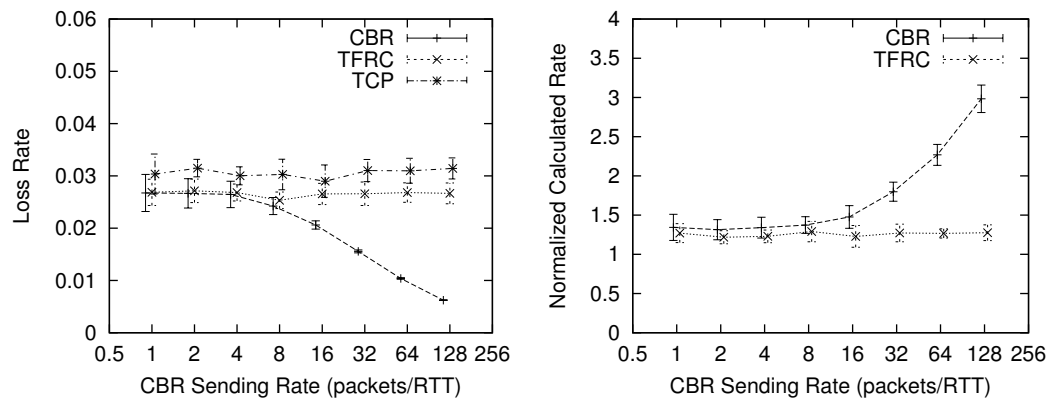 0.06
0.05
0.04
0.03
0.02
0.01
0
Loss Rate
CBR
TFRC
TCP
0.5 1 2 4 8 16 32 64 128 256
CBR Sending Rate (packets/RTT)
4
3.5
3
2.5
2
1.5
1
0.5
0
Normalized Calculated Rate
CBR
TFRC
0.5 1 2 4 8 16 32 64 128 256
CBR Sending Rate (packets/RTT)